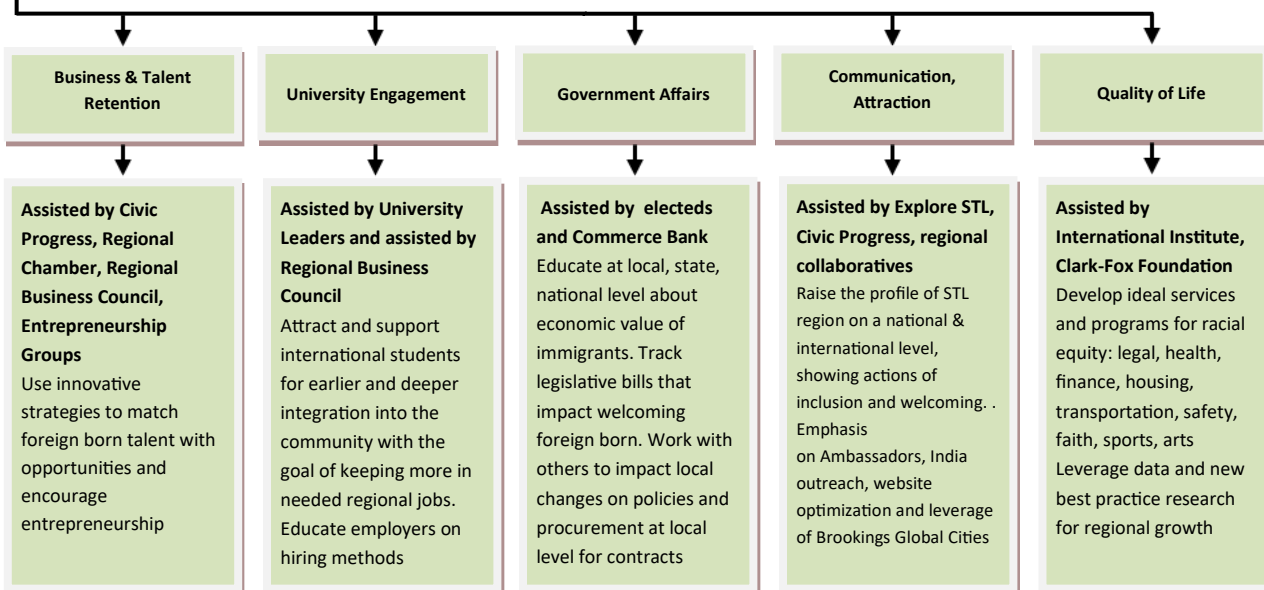 Business & Talent
Retention
University Engagement
Government Affairs
Communication,
Attraction
Quality of Life
Assisted by Civic
Progress, Regional
Chamber, Regional
Business Council,
Entrepreneurship
Groups
Use innovative
strategies to match
foreign born talent with
opportunities and
encourage
entrepreneurship
Assisted by University
Leaders and assisted by
Regional Business
Council
Attract and support
international students
for earlier and deeper
integration into the
community with the
goal of keeping more in
needed regional jobs.
Educate employers on
hiring methods
Assisted by electeds
and Commerce Bank
Educate at local, state,
national level about
economic value of
immigrants. Track
legislative bills that
impact welcoming
foreign born. Work with
others to impact local
changes on policies and
procurement at local
level for contracts
Assisted by Explore STL,
Civic Progress, regional
collaboratives
Raise the profile of STL
region on a national &
international level,
showing actions of
inclusion and welcoming. .
Emphasis
on Ambassadors, India
outreach, website
optimization and leverage
of Brookings Global Cities
Assisted by
International Institute,
Clark-Fox Foundation
Develop ideal services
and programs for racial
equity: legal, health,
finance, housing,
transportation, safety,
faith, sports, arts
Leverage data and new
best practice research
for regional growth